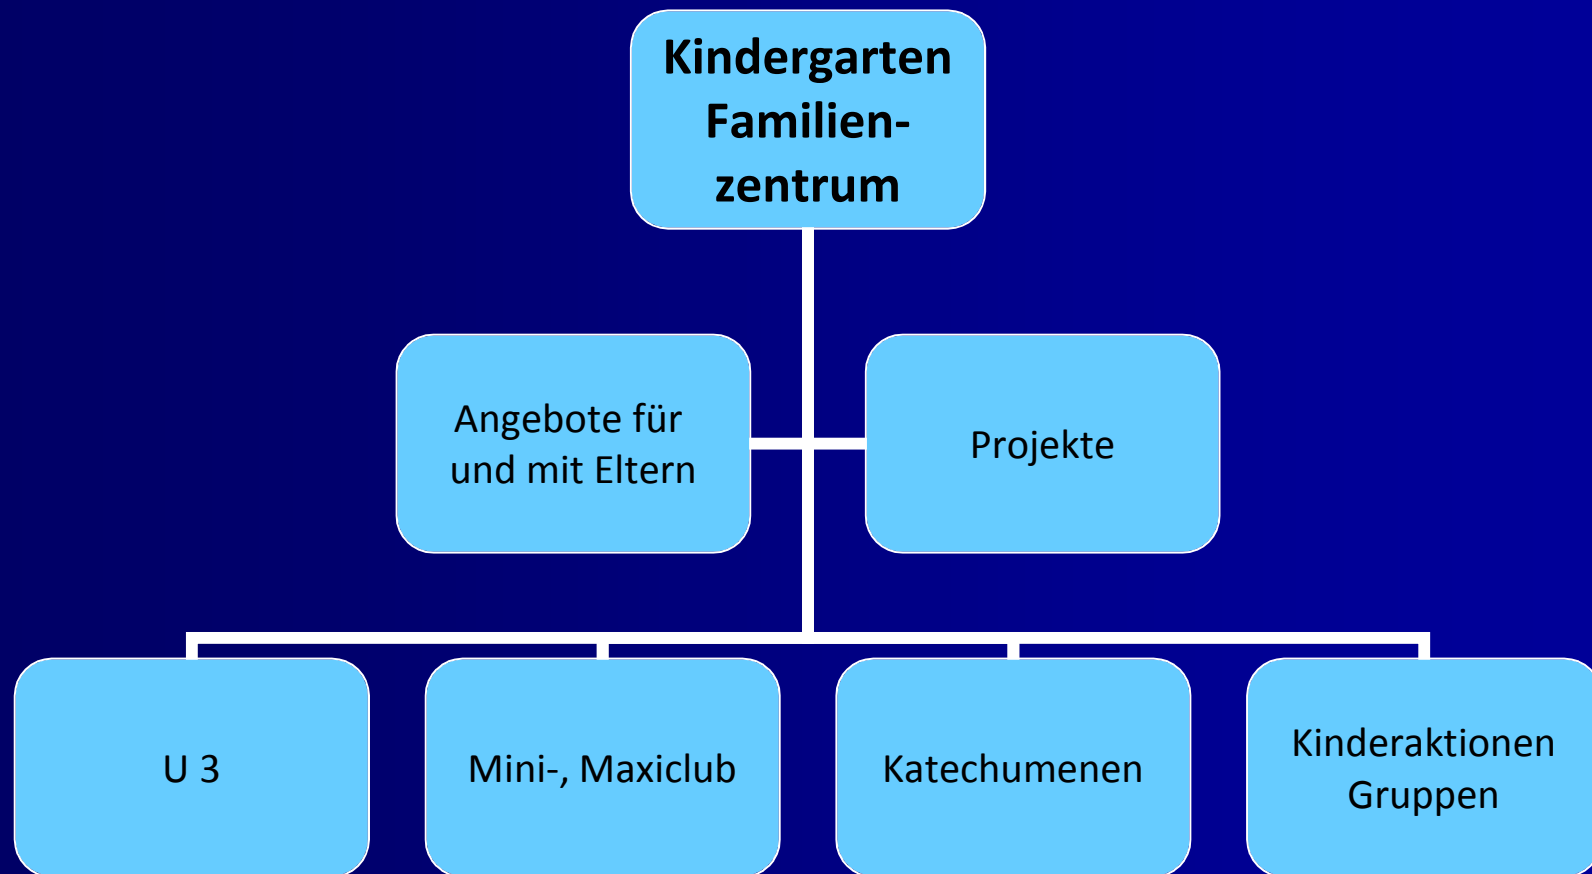 Kindergarten
Familien-
zentrum
Angebote für
und mit Eltern
Projekte
U 3
Mini-, Maxiclub
Katechumenen
Kinderaktionen
Gruppen